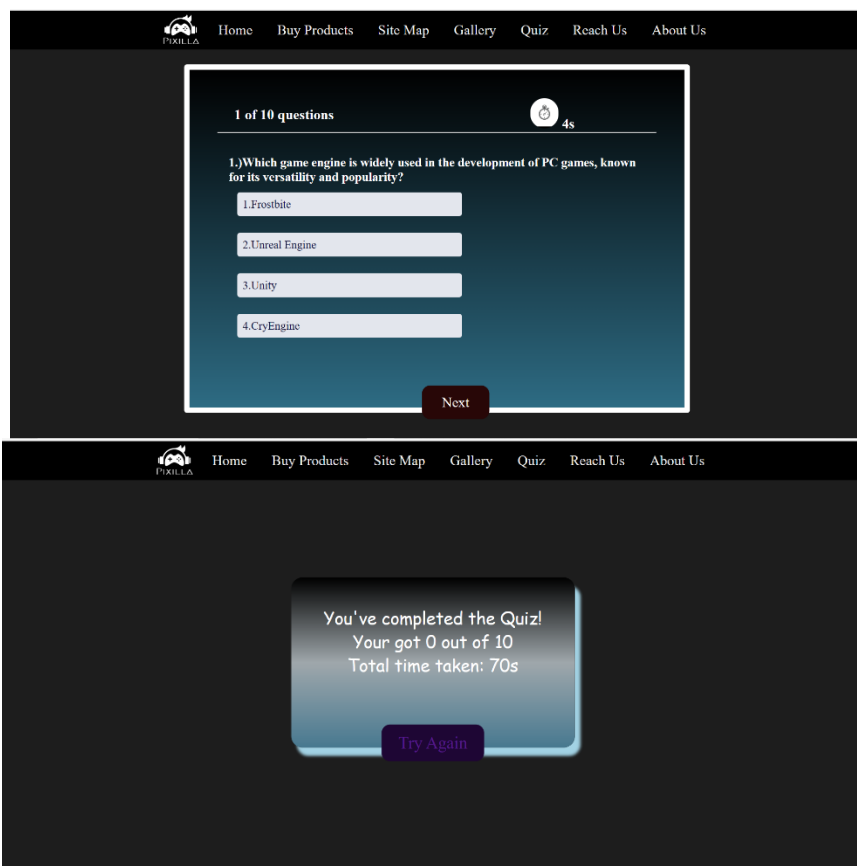 PIXILLA Home Buy Products Site Map Gallery Quiz Reach Us About Us
1 of 10 questions 4s
1.)Which game engine is widely used in the development of PC games, known
for its versatility and popularity?
1.Frostbite
2.Unreal Engine
3.Unity
4.CryEngine
Next
PIXILLA Home Buy Products Site Map Gallery Quiz Reach Us About Us
You've completed the Quiz!
Your got 0 out of 10
Total time taken: 70s
Try Again